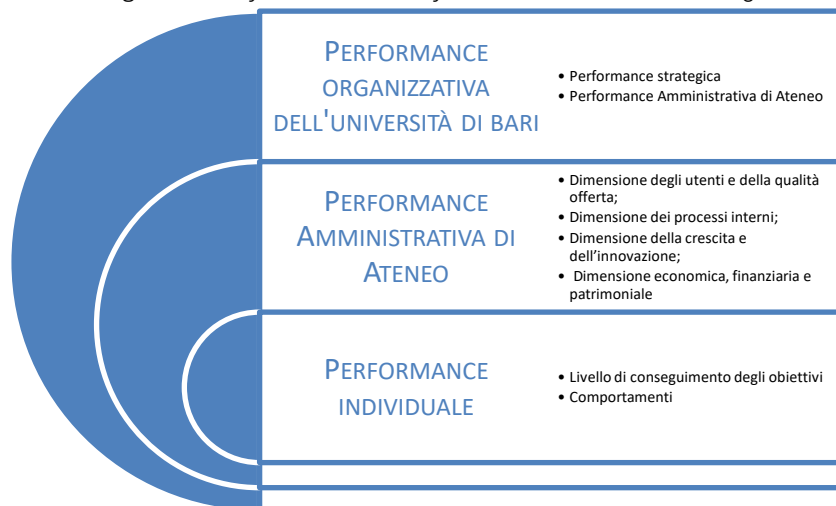 PERFORMANCE
ORGANIZZATIVA
DELL'UNIVERSITÀ DI BARI
• Performance strategica
• Performance Amministrativa di Ateneo
PERFORMANCE
AMMINISTRATIVA DI
ATENEO
• Dimensione degli utenti e della qualità
offerta;
• Dimensione dei processi interni;
• Dimensione della crescita e
dell'innovazione;
• Dimensione economica, finanziaria e
patrimoniale
PERFORMANCE
INDIVIDUALE
• Livello di conseguimento degli obiettivi
• Comportamenti